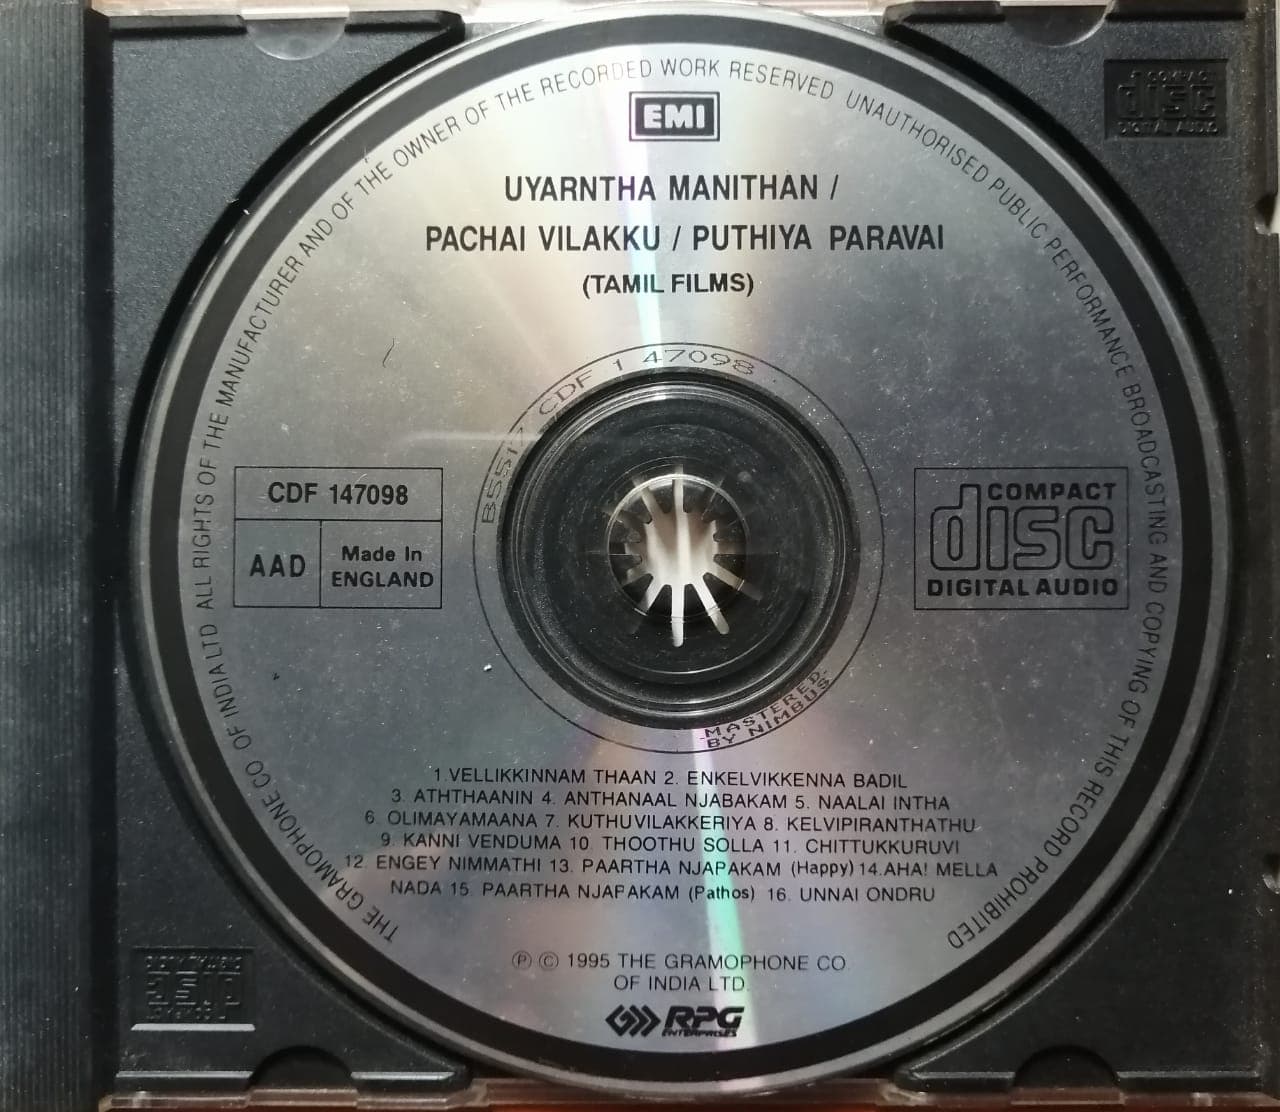 THE GRAMOPHONE CO. OF INDIA LTD ALL RIGHTS OF THE MANUFACTURER AND OF THE OWNER OF THE RECORDED WORK RESERVED UNAUTHORISED PUBLIC PERFORMANCE BROADCASTING AND COPYING OF THIS RECORD PROHIBITED
EMI
UYARNTHA MANITHAN /
PACHAI VILAKKU / PUTHIYA PARAVAI
(TAMIL FILMS)
CDF 1 47098
CDF 147098
AAD
Made In
ENGLAND
COMPACT
disc
DIGITAL AUDIO
COMPACT
disc
DIGITAL AUDIO
MASTERED
BY NIMBUS
1.VELLIKKINNAM THAAN 2. ENKELVIKKENNA BADIL
3. ATHTHAANIN 4. ANTHANAAL NJABAKAM 5. NAALAI INTHA
6. OLIMAYAMAANA 7. KUTHUVILAKKERIYA 8. KELVIPIRANTHATHU
9. KANNI VENDUMA 10. THOOTHU SOLLA 11. CHITTUKKURUVI
12. ENGEY NIMMATHI 13. PAARTHA NJAPAKAM (Happy) 14.AHA! MELLA
NADA 15. PAARTHA NJAPAKAM (Pathos) 16. UNNAI ONDRU
℗ © 1995 THE GRAMOPHONE CO.
OF INDIA LTD.
RPG
ENTERPRISES